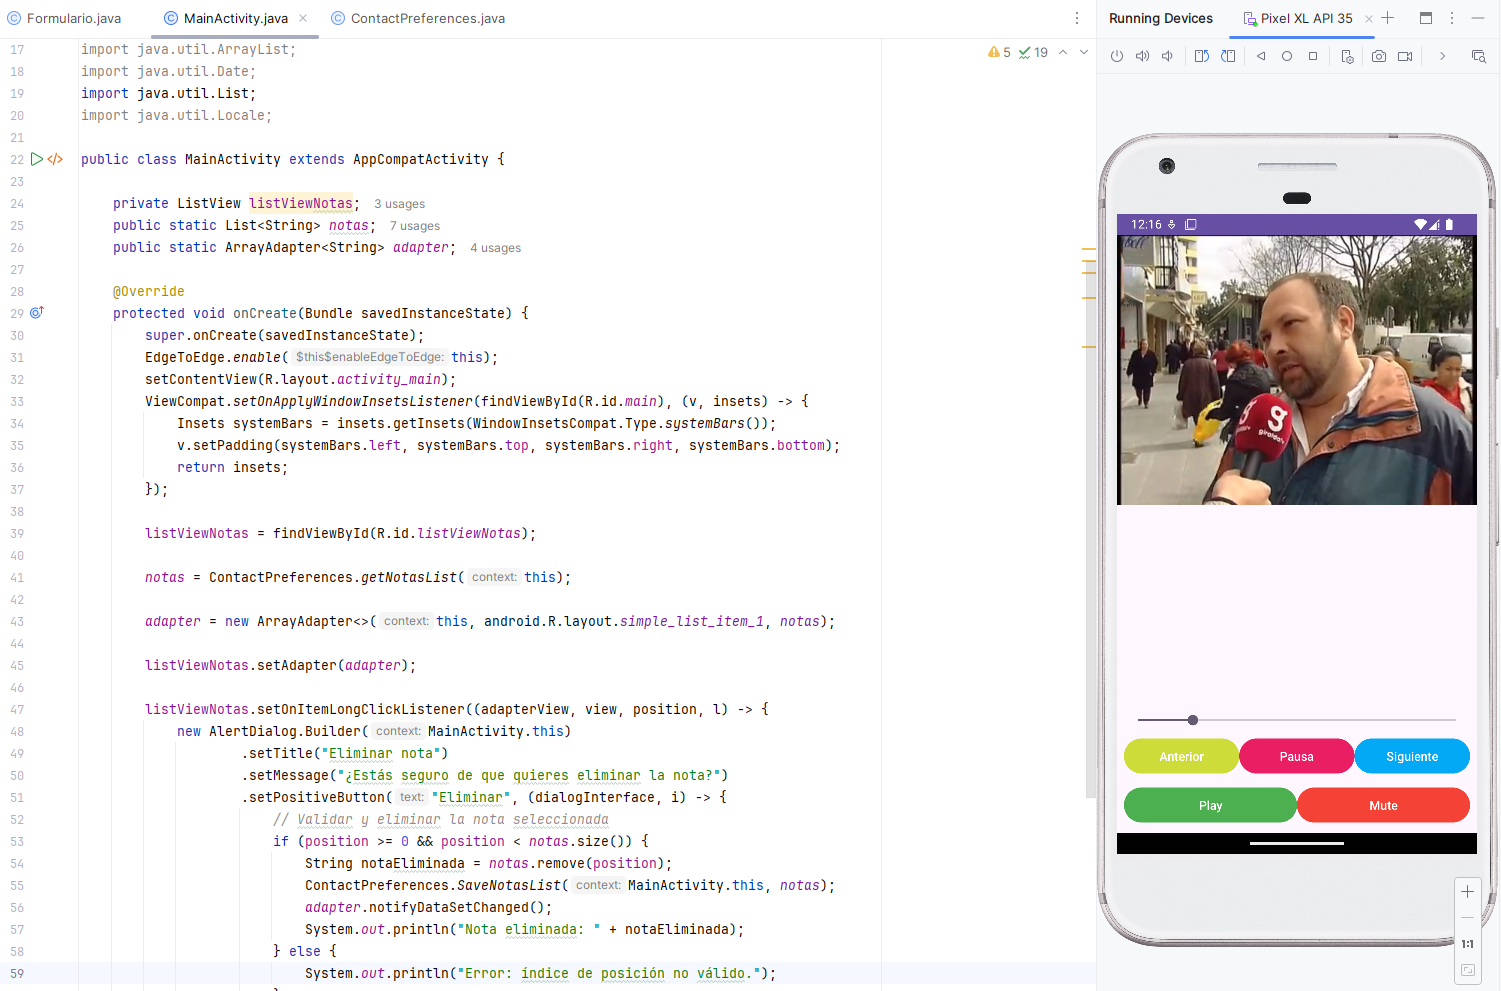 Formulario.java MainActivity.java ContactPreferences.java
Running Devices Pixel XL API 35
5 19
17 import java.util.ArrayList;
18 import java.util.Date;
19 import java.util.List;
20 import java.util.Locale;
21
22 public class MainActivity extends AppCompatActivity {
23
24 private ListView listViewNotas; 3 usages
25 public static List<String> notas; 7 usages
26 public static ArrayAdapter<String> adapter; 4 usages
27
28 @Override
29 protected void onCreate(Bundle savedInstanceState) {
30 super.onCreate(savedInstanceState);
31 EdgeToEdge.enable( $this$enableEdgeToEdge: this);
32 setContentView(R.layout.activity_main);
33 ViewCompat.setOnApplyWindowInsetsListener(findViewById(R.id.main), (v, insets) -> {
34 Insets systemBars = insets.getInsets(WindowInsetsCompat.Type.systemBars());
35 v.setPadding(systemBars.left, systemBars.top, systemBars.right, systemBars.bottom);
36 return insets;
37 });
38
39 listViewNotas = findViewById(R.id.listViewNotas);
40
41 notas = ContactPreferences.getNotasList( context: this);
42
43 adapter = new ArrayAdapter<>( context: this, android.R.layout.simple_list_item_1, notas);
44
45 listViewNotas.setAdapter(adapter);
46
47 listViewNotas.setOnItemLongClickListener((adapterView, view, position, l) -> {
48 new AlertDialog.Builder( context: MainActivity.this)
49 .setTitle("Eliminar nota")
50 .setMessage("¿Estás seguro de que quieres eliminar la nota?")
51 .setPositiveButton( text: "Eliminar", (dialogInterface, i) -> {
52 // Validar y eliminar la nota seleccionada
53 if (position >= 0 && position < notas.size()) {
54 String notaEliminada = notas.remove(position);
55 ContactPreferences.SaveNotasList( context: MainActivity.this, notas);
56 adapter.notifyDataSetChanged();
57 System.out.println("Nota eliminada: " + notaEliminada);
58 } else {
59 System.out.println("Error: índice de posición no válido.");
12:16
g
giralda tv
Anterior Pausa Siguiente
Play Mute
1:1